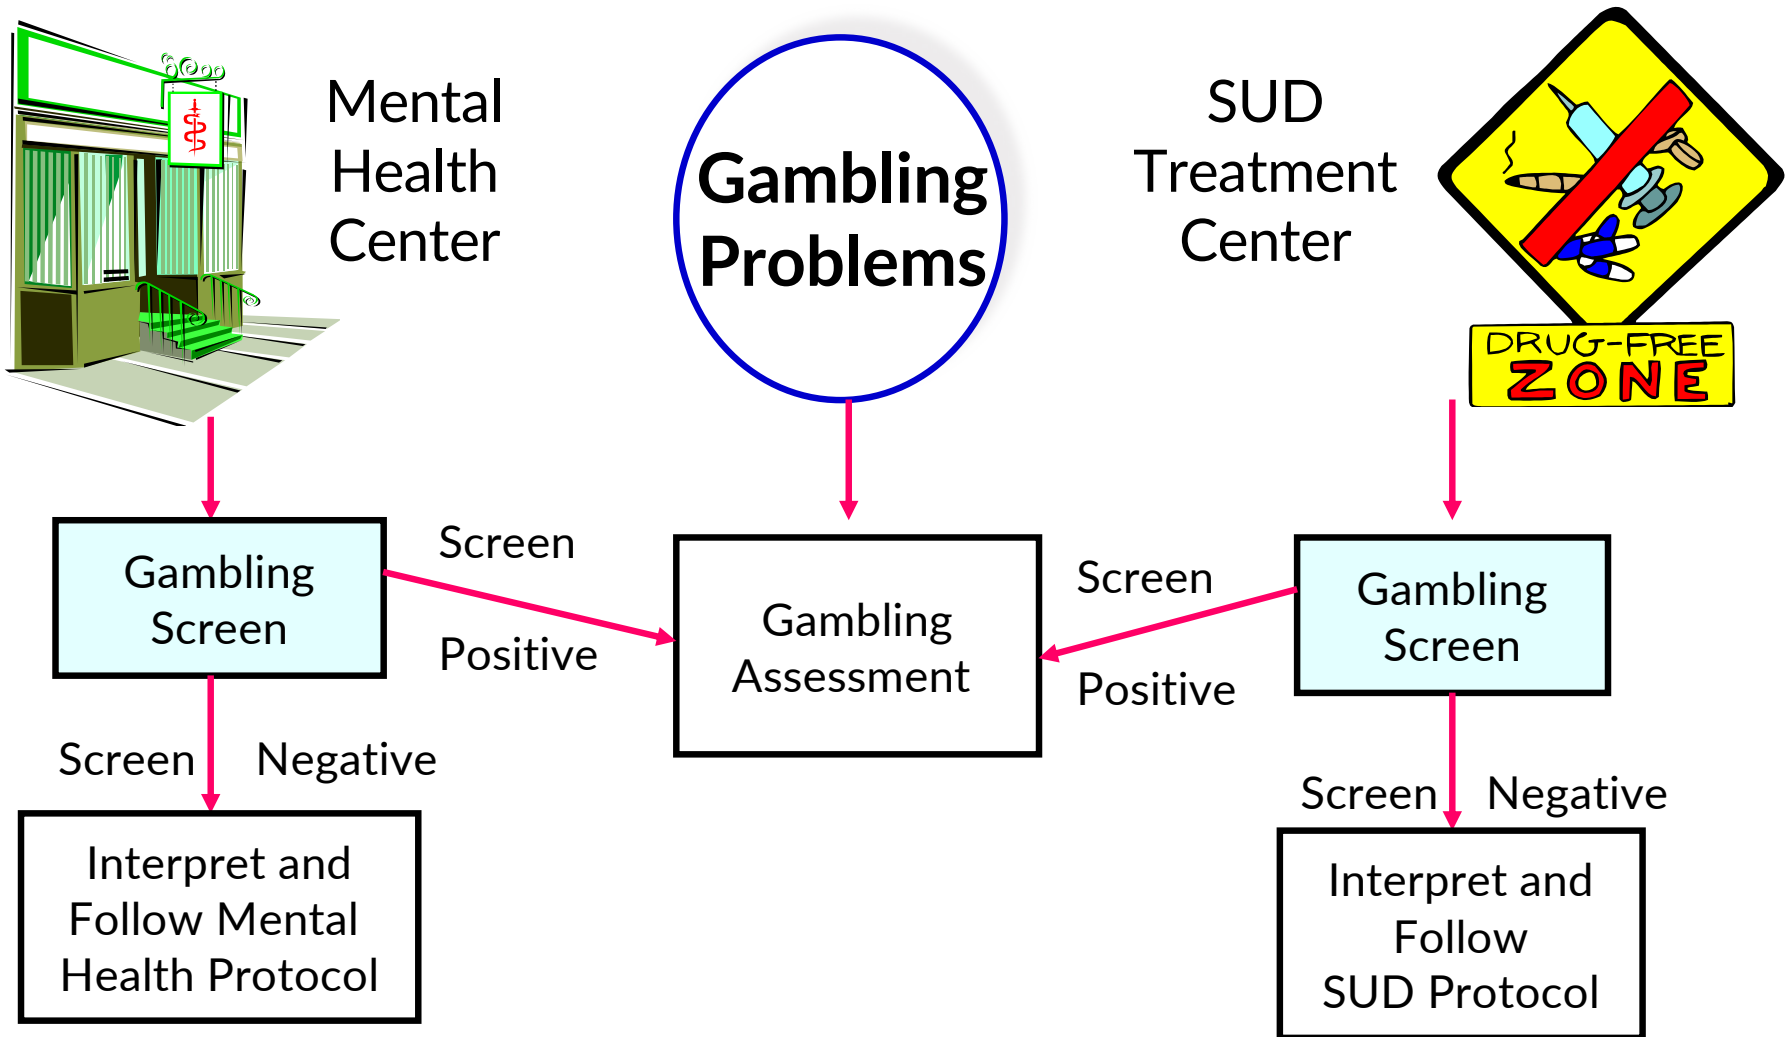 Mental
Health
Center
Gambling
Problems
SUD
Treatment
Center
DRUG-FREE
ZONE
Gambling
Screen
Screen
Positive
Gambling
Assessment
Screen
Positive
Gambling
Screen
Screen Negative
Screen Negative
Interpret and
Follow Mental
Health Protocol
Interpret and
Follow
SUD Protocol